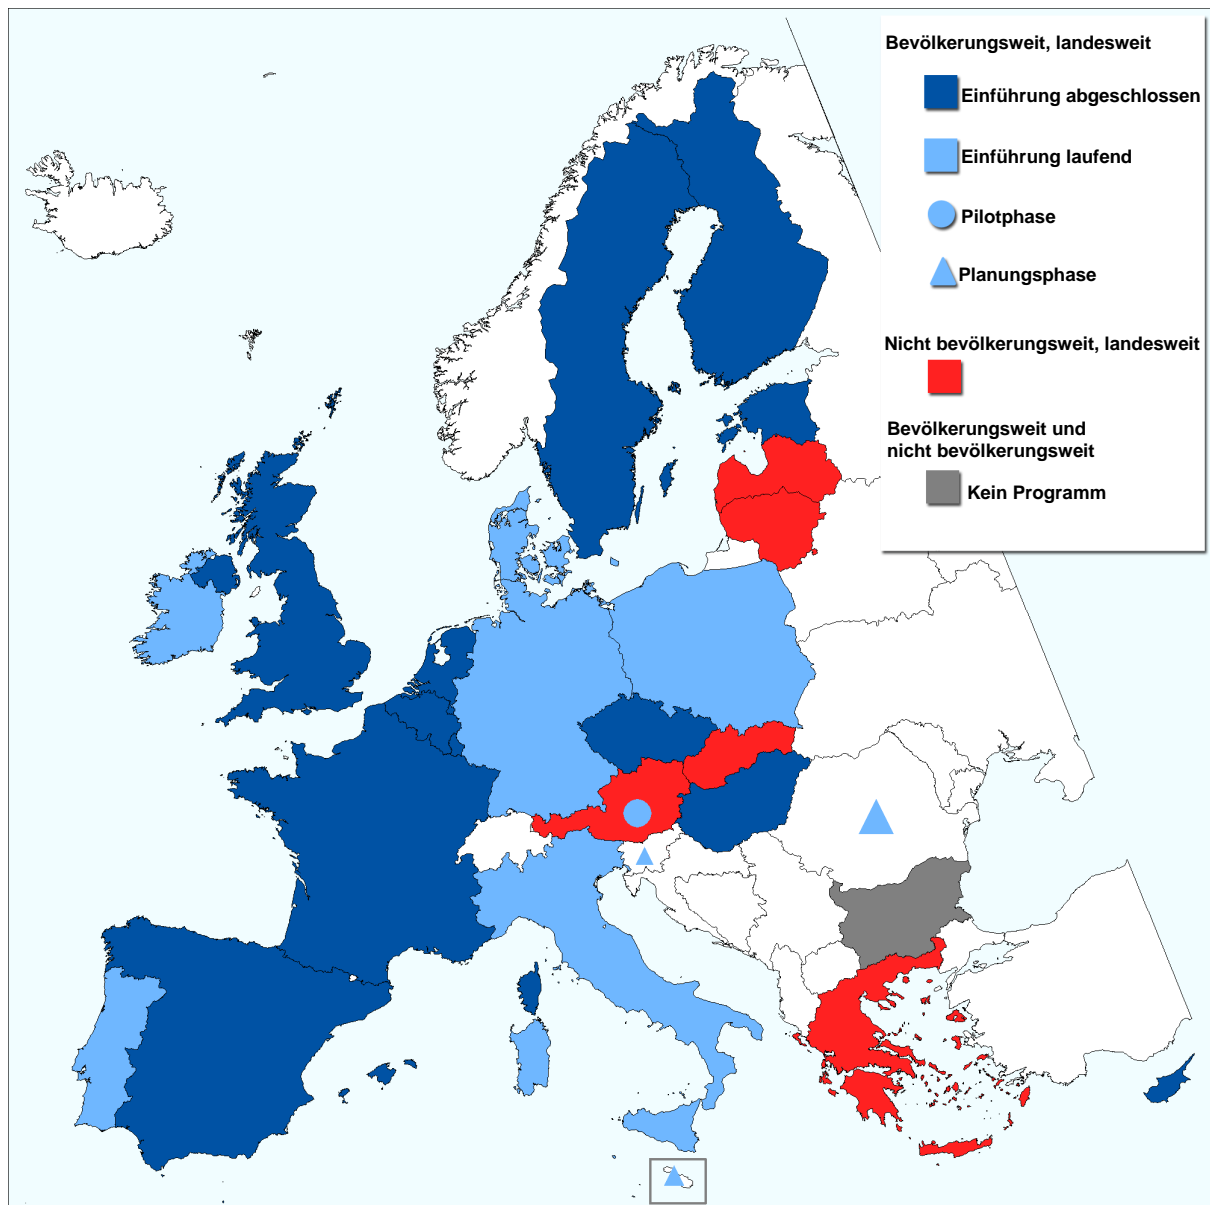 Bevölkerungsweit, landesweit
Einführung abgeschlossen
Einführung laufend
Pilotphase
Planungsphase
Nicht bevölkerungsweit, landesweit
Bevölkerungsweit und
nicht bevölkerungsweit
Kein Programm